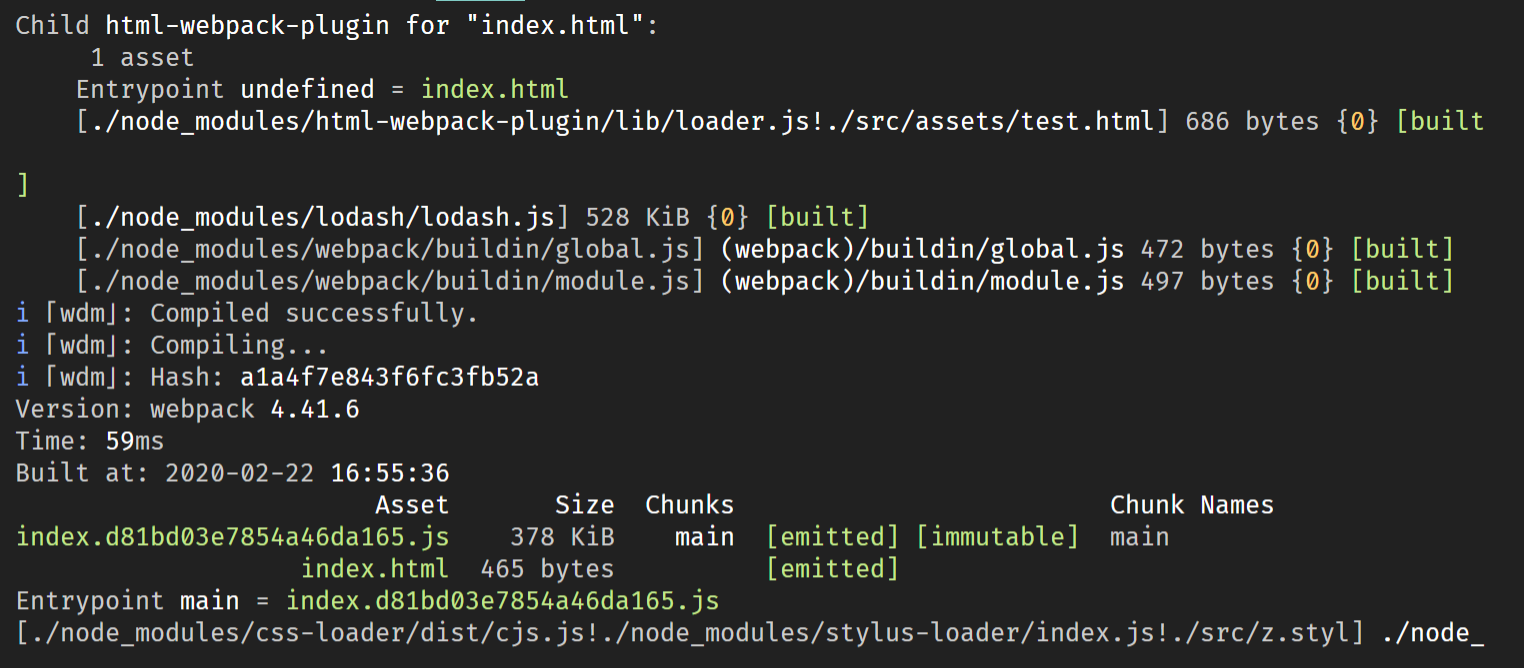 Child html-webpack-plugin for "index.html":
1 asset
Entrypoint undefined = index.html
[./node_modules/html-webpack-plugin/lib/loader.js!./src/assets/test.html] 686 bytes {0} [built
]
[./node_modules/lodash/lodash.js] 528 KiB {0} [built]
[./node_modules/webpack/buildin/global.js] (webpack)/buildin/global.js 472 bytes {0} [built]
[./node_modules/webpack/buildin/module.js] (webpack)/buildin/module.js 497 bytes {0} [built]
i ⌈wdm⌋: Compiled successfully.
i ⌈wdm⌋: Compiling...
i ⌈wdm⌋: Hash: a1a4f7e843f6fc3fb52a
Version: webpack 4.41.6
Time: 59ms
Built at: 2020-02-22 16:55:36
Asset Size Chunks Chunk Names
index.d81bd03e7854a46da165.js 378 KiB main [emitted] [immutable] main
index.html 465 bytes [emitted]
Entrypoint main = index.d81bd03e7854a46da165.js
[./node_modules/css-loader/dist/cjs.js!./node_modules/stylus-loader/index.js!./src/z.styl] ./node_